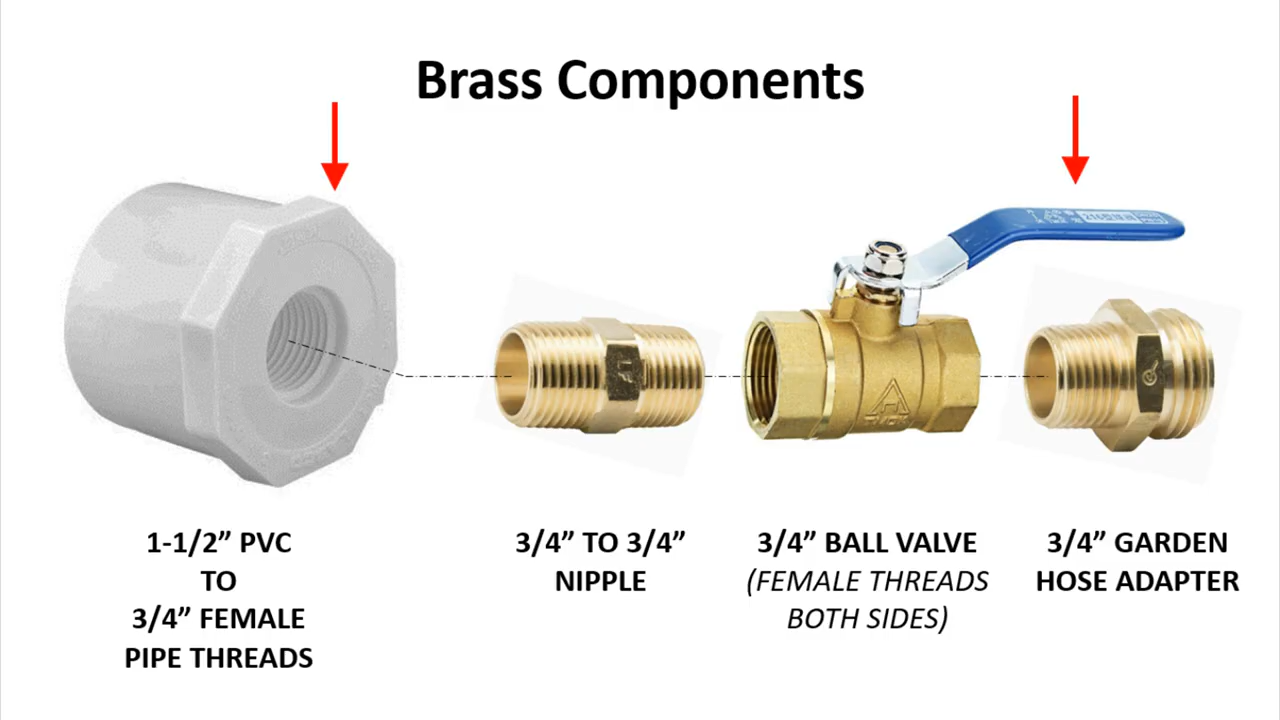 Brass Components
1-1/2” PVC
TO
3/4” FEMALE
PIPE THREADS
3/4” TO 3/4”
NIPPLE
3/4” BALL VALVE
(FEMALE THREADS
BOTH SIDES)
3/4” GARDEN
HOSE ADAPTER